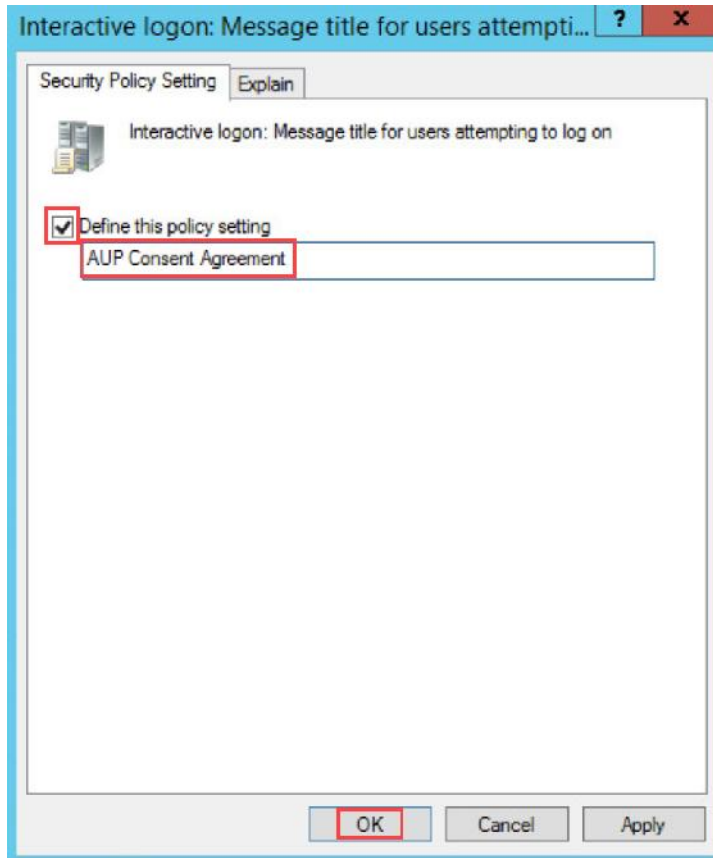 Interactive logon: Message title for users attempti...
?
x
Security Policy Setting
Explain
Interactive logon: Message title for users attempting to log on
Define this policy setting
AUP Consent Agreement
OK
Cancel
Apply